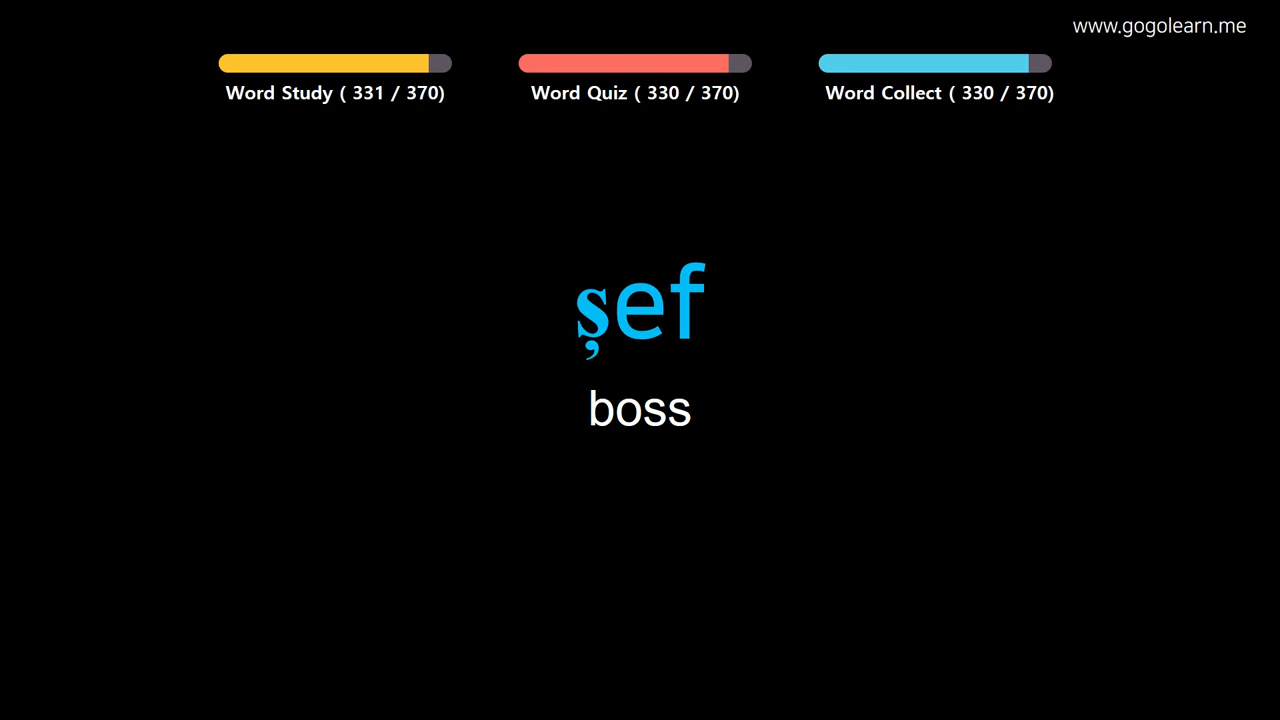 www.gogolearn.me
Word Study ( 331 / 370)
Word Quiz ( 330 / 370)
Word Collect ( 330 / 370)
șef
boss